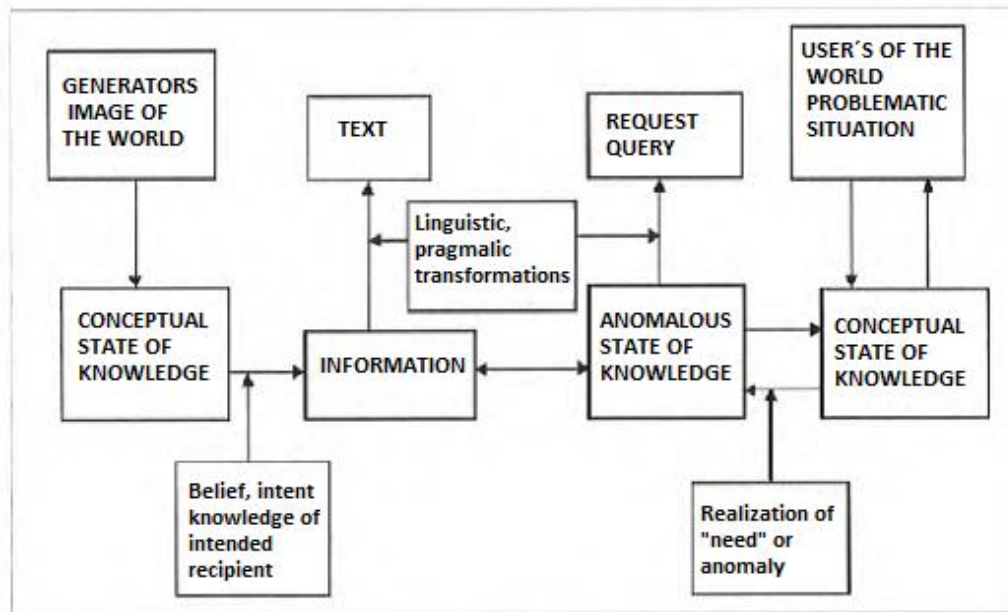 GENERATORS
IMAGE OF
THE WORLD
TEXT
REQUEST
QUERY
USER´S OF THE
WORLD
PROBLEMATIC
SITUATION
Linguistic,
pragmalic
transformations
CONCEPTUAL
STATE OF
KNOWLEDGE
INFORMATION
ANOMALOUS
STATE OF
KNOWLEDGE
CONCEPTUAL
STATE OF
KNOWLEDGE
Belief, intent
knowledge of
intended
recipient
Realization of
"need" or
anomaly